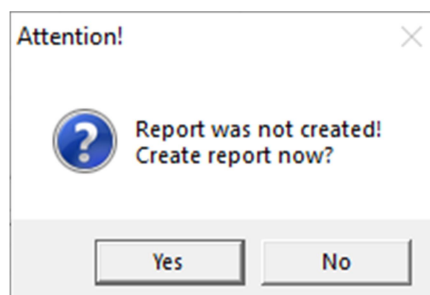 Attention!
Report was not created!
Create report now?
Yes
No